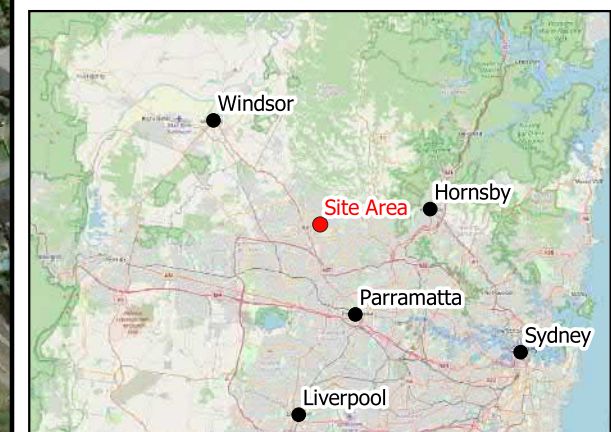 Windsor
Hornsby
Site Area
Parramatta
Sydney
Liverpool